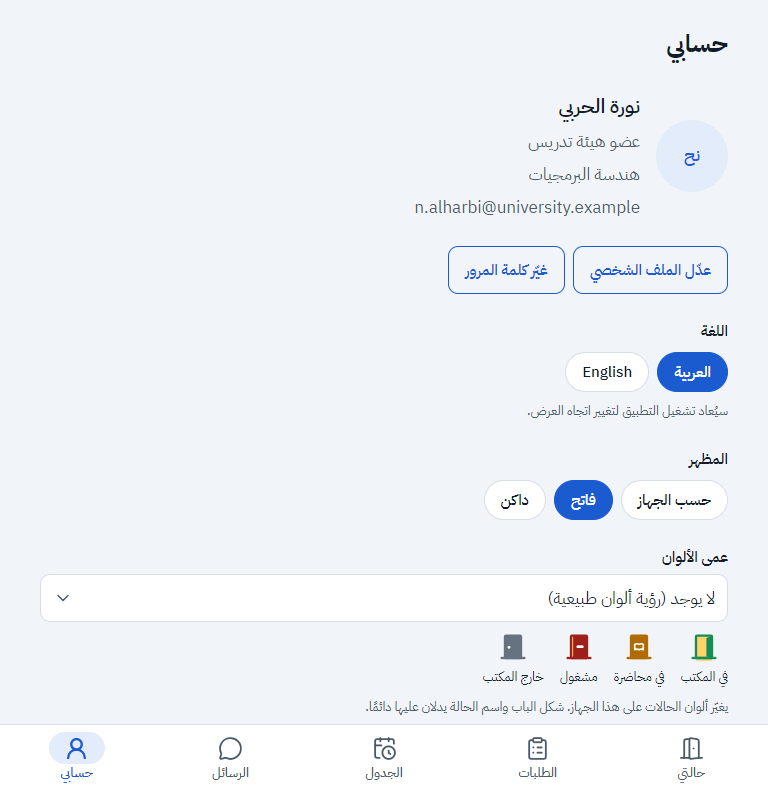 حسابي
نح
نورة الحربي
عضو هيئة تدريس
هندسة البرمجيات
n.alharbi@university.example
عدّل الملف الشخصي
غيّر كلمة المرور
اللغة
العربية
English
سيُعاد تشغيل التطبيق لتغيير اتجاه العرض.
المظهر
حسب الجهاز
فاتح
داكن
عمى الألوان
لا يوجد (رؤية ألوان طبيعية)
في المكتب
في محاضرة
مشغول
خارج المكتب
يغيّر ألوان الحالات على هذا الجهاز. شكل الباب واسم الحالة يدلان عليها دائمًا.
حالتي
الطلبات
الجدول
الرسائل
حسابي